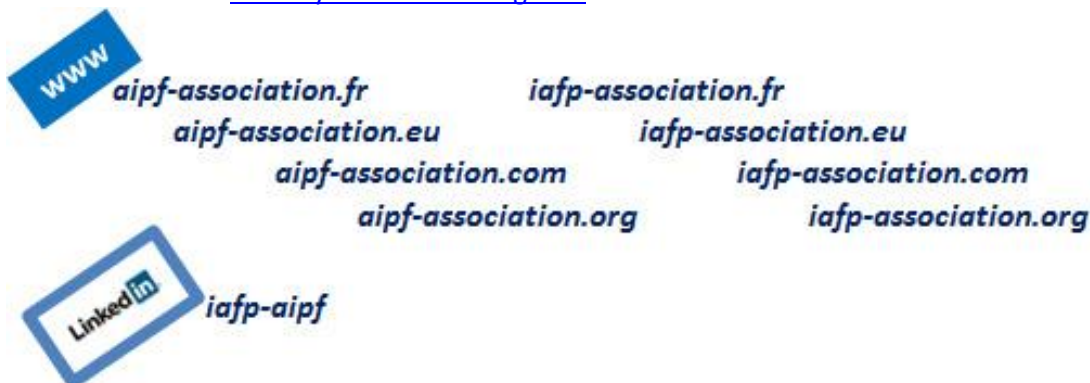 www
aipf-association.fr iafp-association.fr
aipf-association.eu iafp-association.eu
aipf-association.com iafp-association.com
aipf-association.org iafp-association.org
Linked in
iafp-aipf